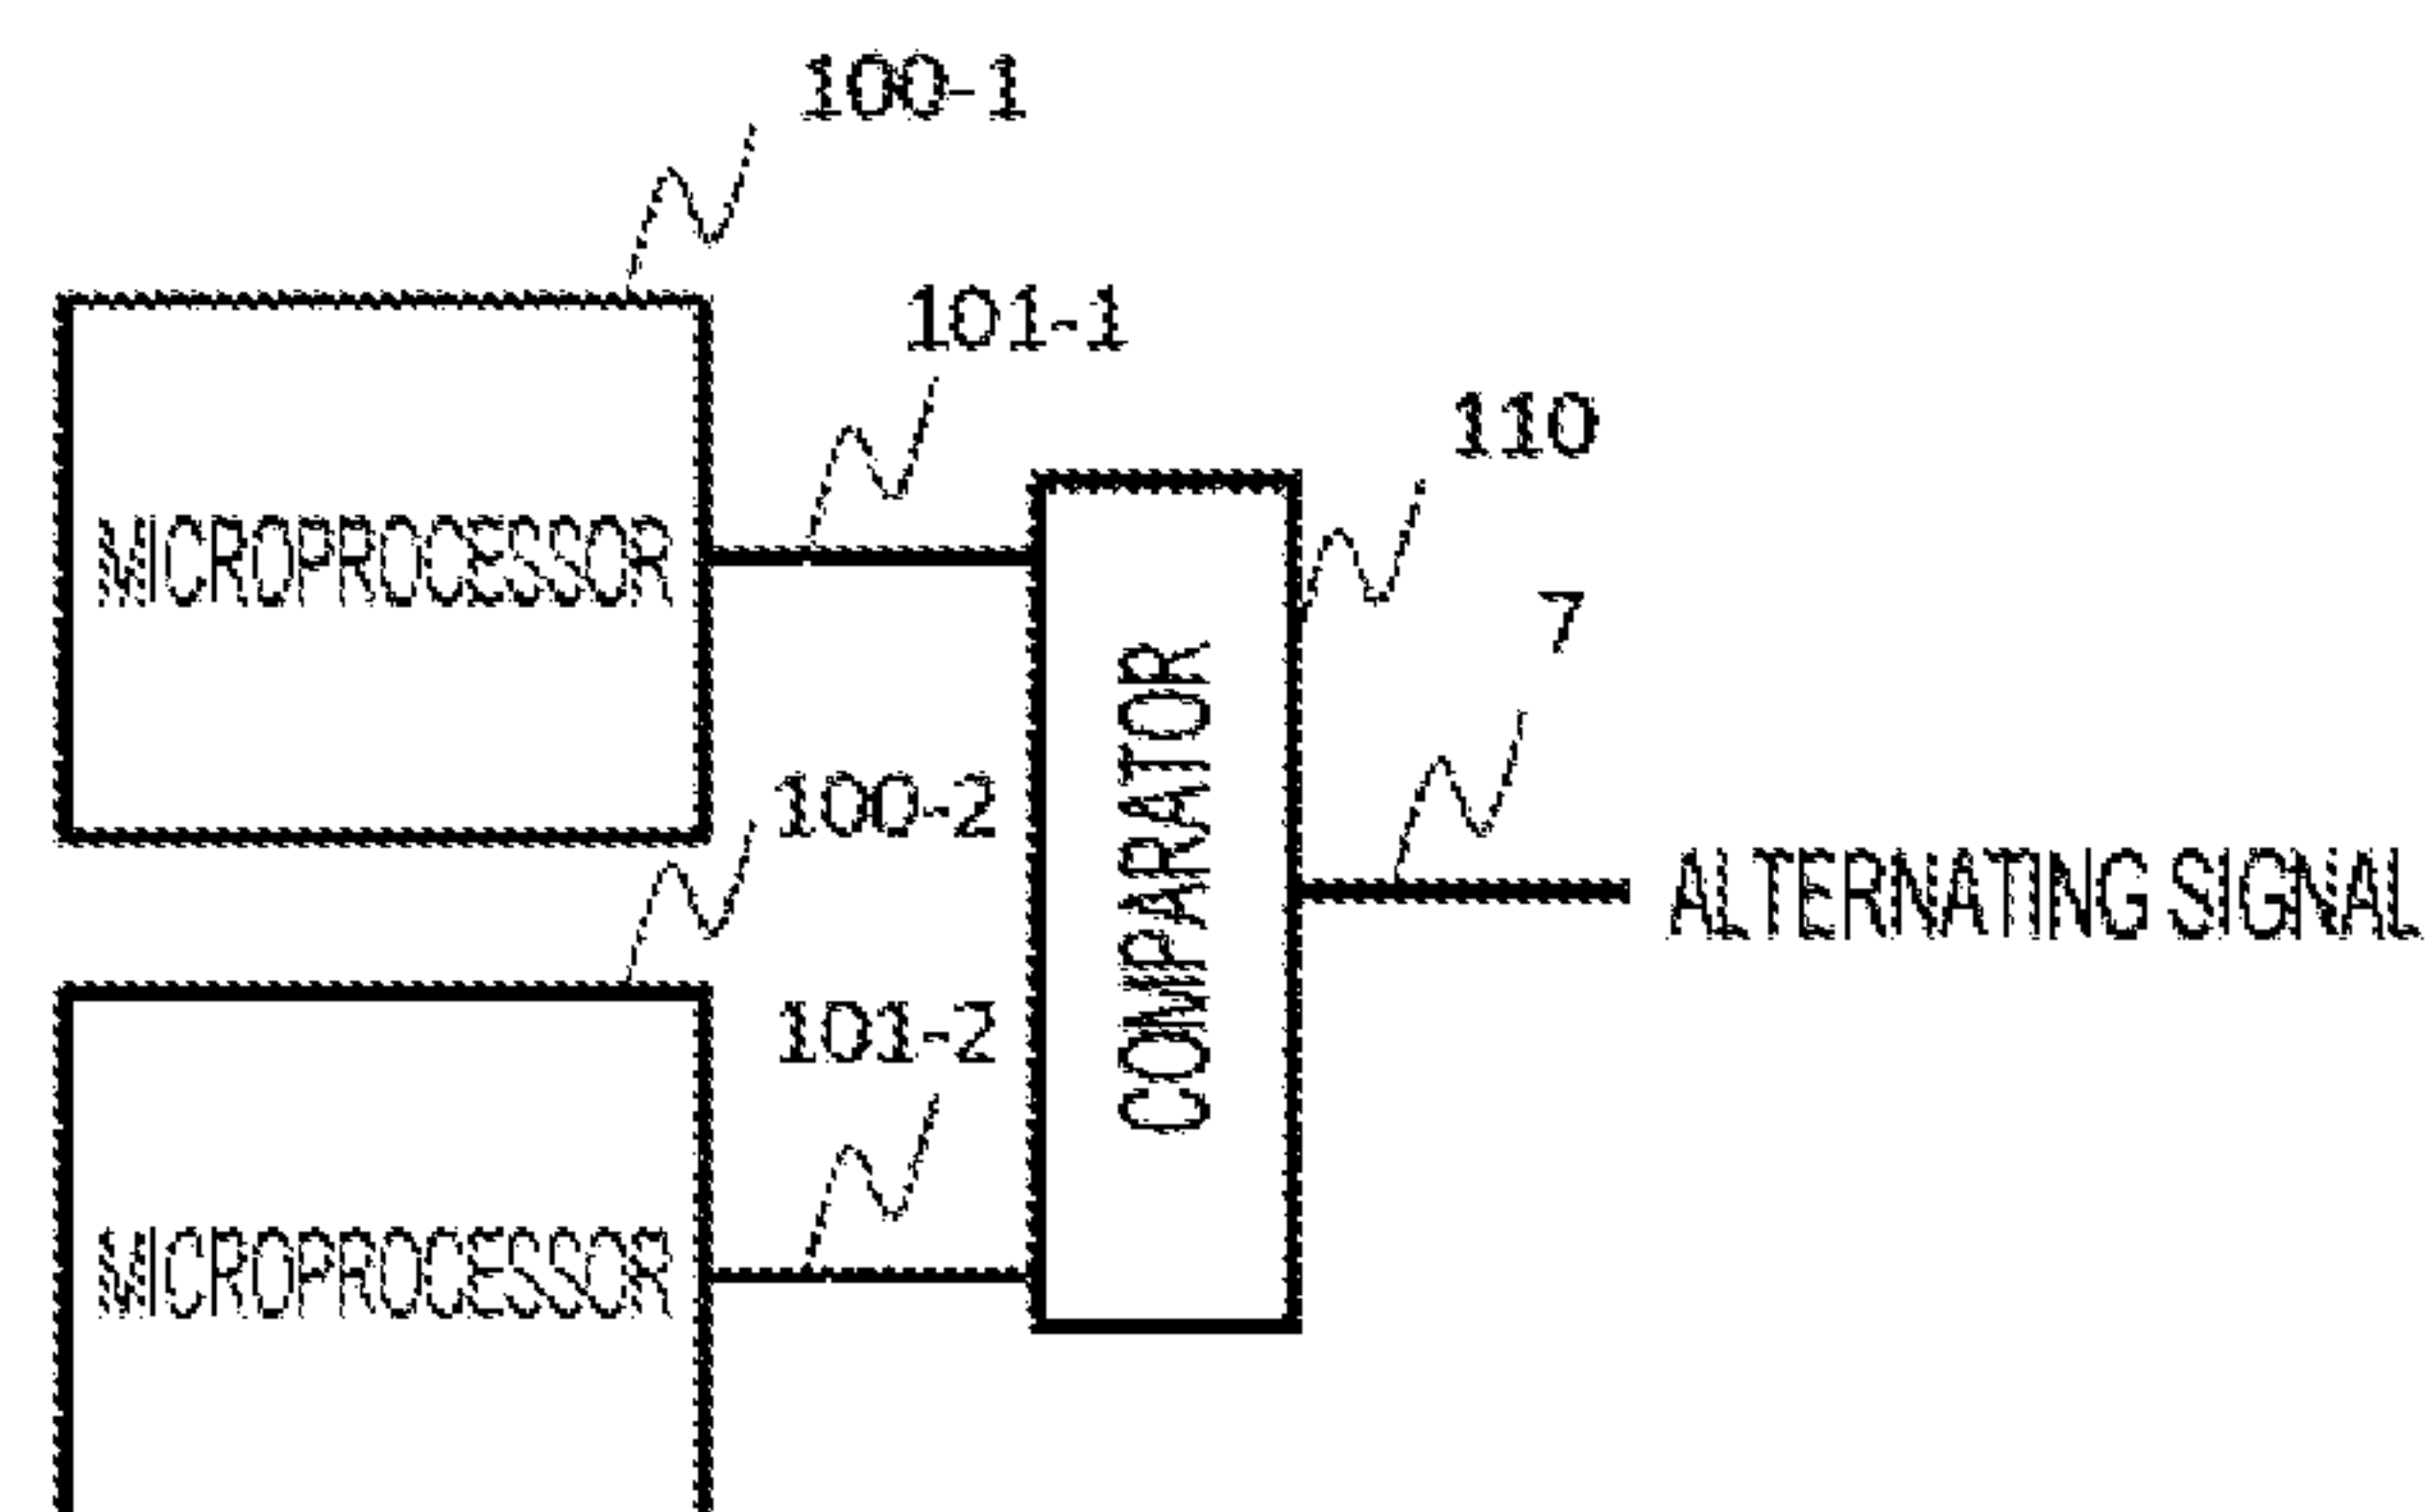 100-1
101-1
110
MICROPROCESSOR
7
COMPARATOR
100-2
ALTERNATING SIGNAL
101-2
MICROPROCESSOR